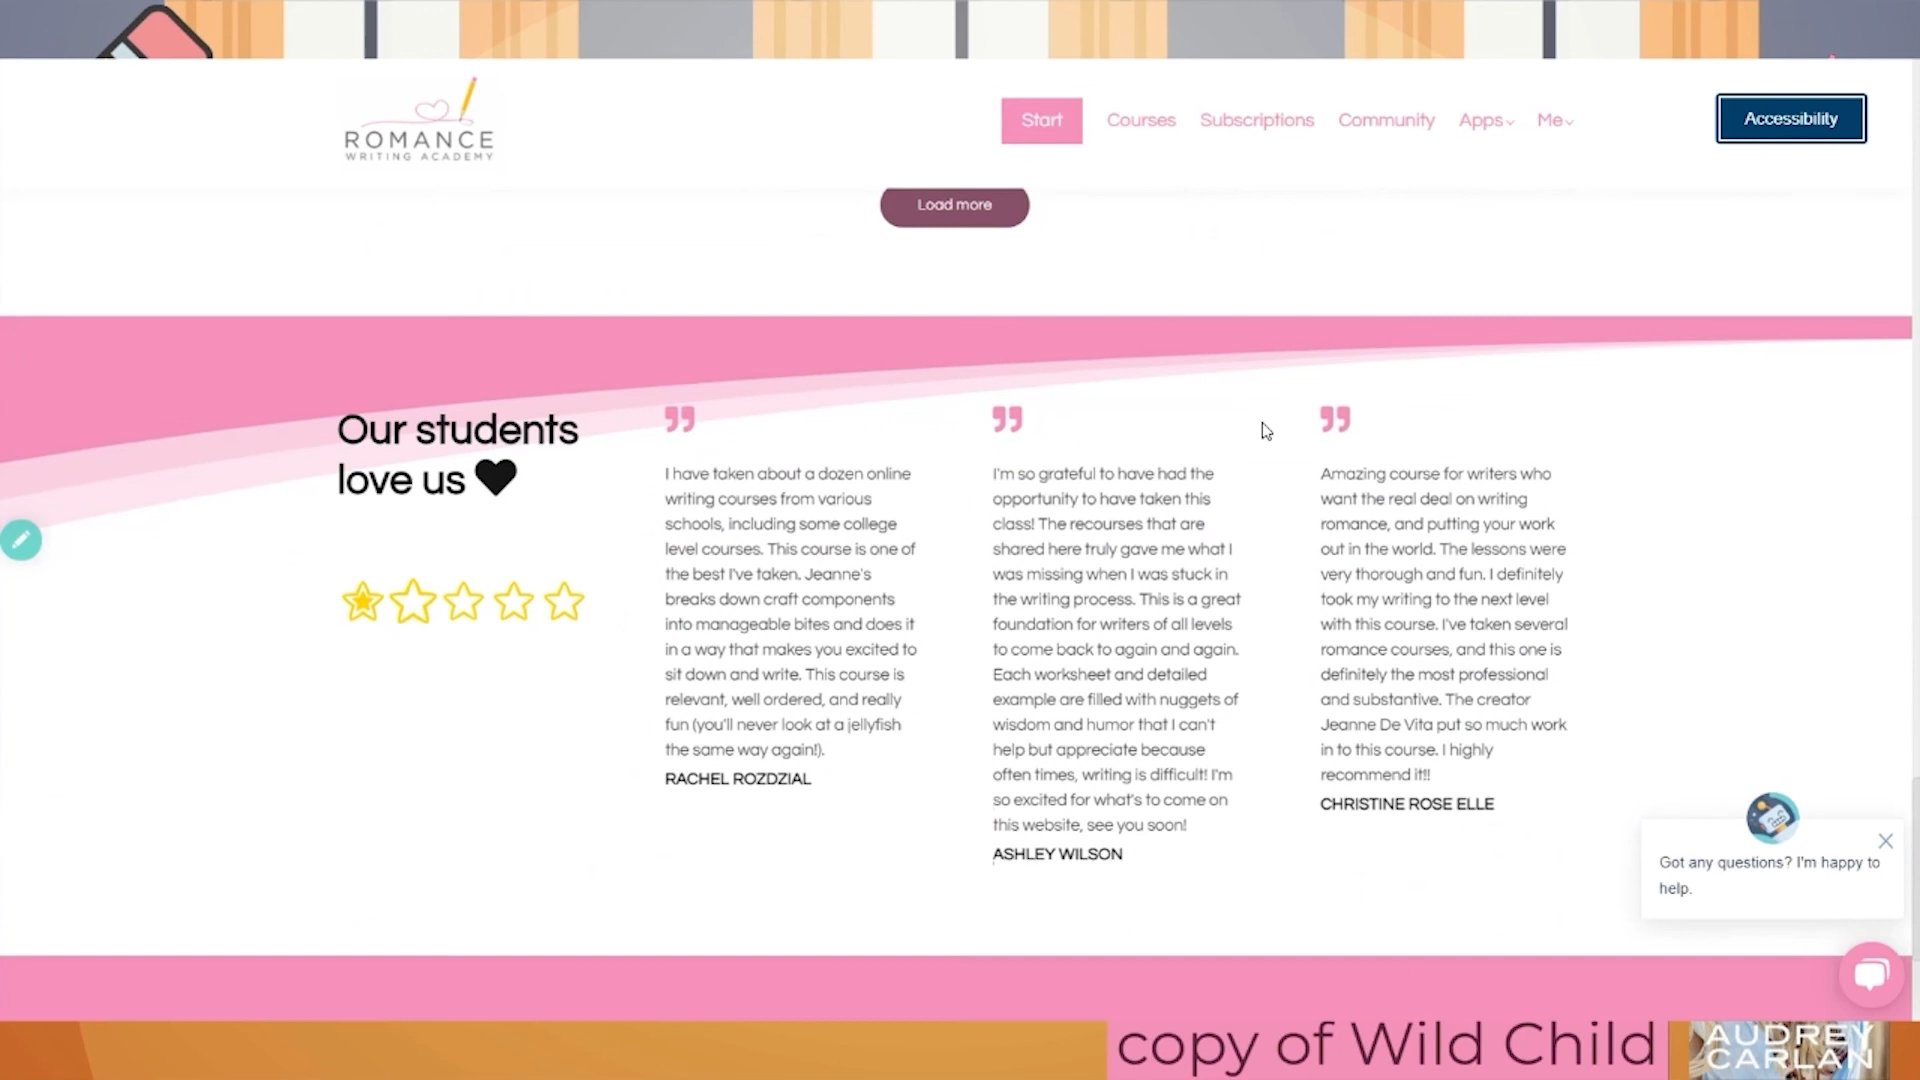 ROMANCE
WRITING ACADEMY
Start
Courses
Subscriptions
Community
Apps
Me
Accessibility
Load more
Our students
love us
I have taken about a dozen online
writing courses from various
schools, including some college
level courses. This course is one of
the best I've taken. Jeanne's
breaks down craft components
into manageable bites and does it
in a way that makes you excited to
sit down and write. This course is
relevant, well ordered, and really
fun (you'll never look at a jellyfish
the same way again!).
RACHEL ROZDZIAL
I'm so grateful to have had the
opportunity to have taken this
class! The recourses that are
shared here truly gave me what I
was missing when I was stuck in
the writing process. This is a great
foundation for writers of all levels
to come back to again and again.
Each worksheet and detailed
example are filled with nuggets of
wisdom and humor that I can't
help but appreciate because
often times, writing is difficult! I'm
so excited for what's to come on
this website, see you soon!
ASHLEY WILSON
Amazing course for writers who
want the real deal on writing
romance, and putting your work
out in the world. The lessons were
very thorough and fun. I definitely
took my writing to the next level
with this course. I've taken several
romance courses, and this one is
definitely the most professional
and substantive. The creator
Jeanne De Vita put so much work
in to this course. I highly
recommend it!!
CHRISTINE ROSE ELLE
Got any questions? I'm happy to
help.
copy of Wild Child
AUDREY
CARLAN